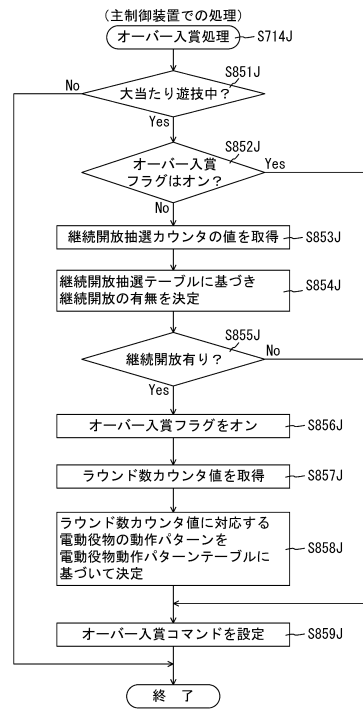 (主制御装置での処理)
オーバー入賞処理
S714J
S851J
大当たり遊技中?
No
Yes
S852J
オーバー入賞
フラグはオン?
Yes
No
継続開放抽選カウンタの値を取得
S853J
継続開放抽選テーブルに基づき
継続開放の有無を決定
S854J
S855J
継続開放有り?
No
Yes
オーバー入賞フラグをオン
S856J
ラウンド数カウンタ値を取得
S857J
ラウンド数カウンタ値に対応する
電動役物の動作パターンを
電動役物動作パターンテーブルに
基づいて決定
S858J
オーバー入賞コマンドを設定
S859J
終 了